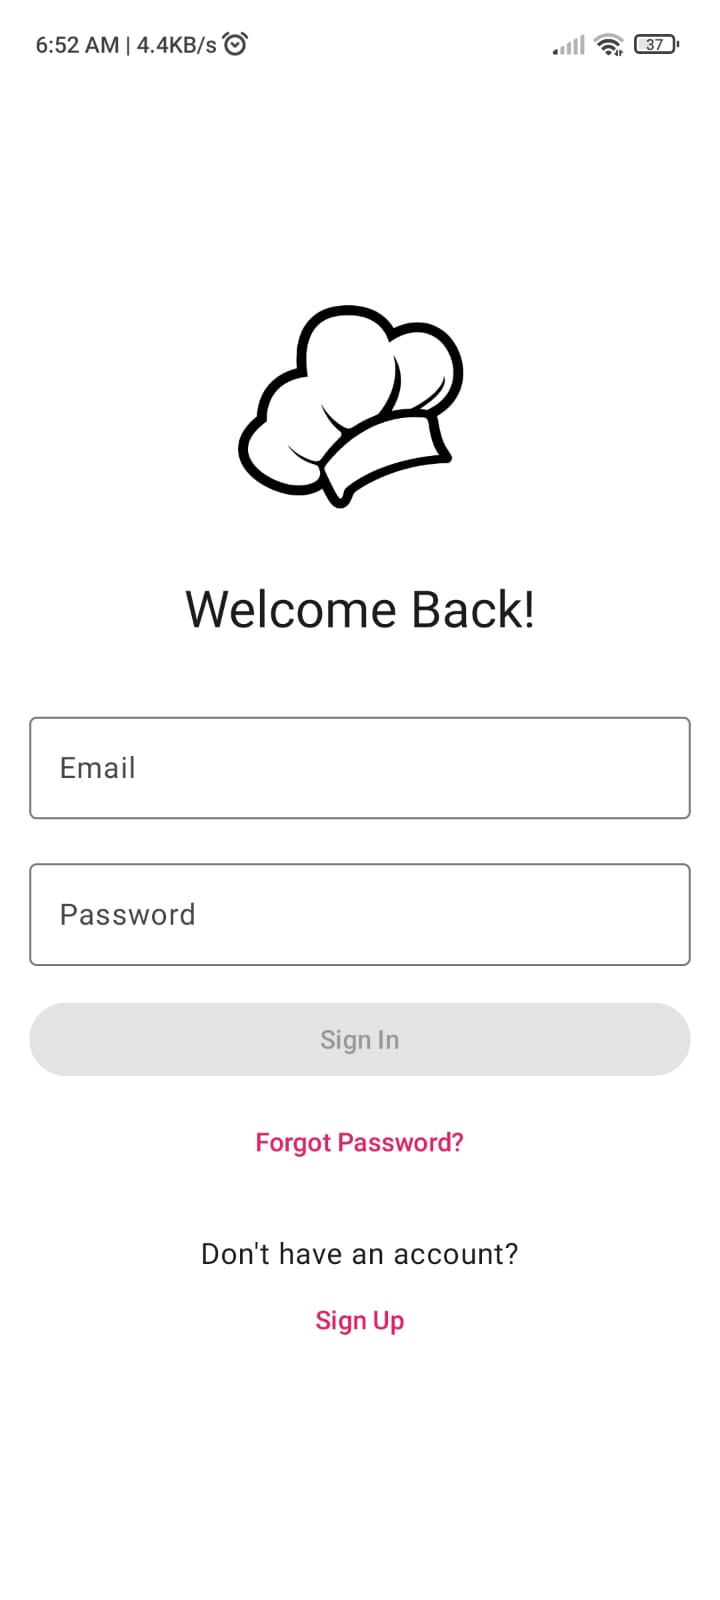 6:52 AM | 4.4KB/s 37
Welcome Back!
Email
Password
Sign In
Forgot Password?
Don't have an account?
Sign Up